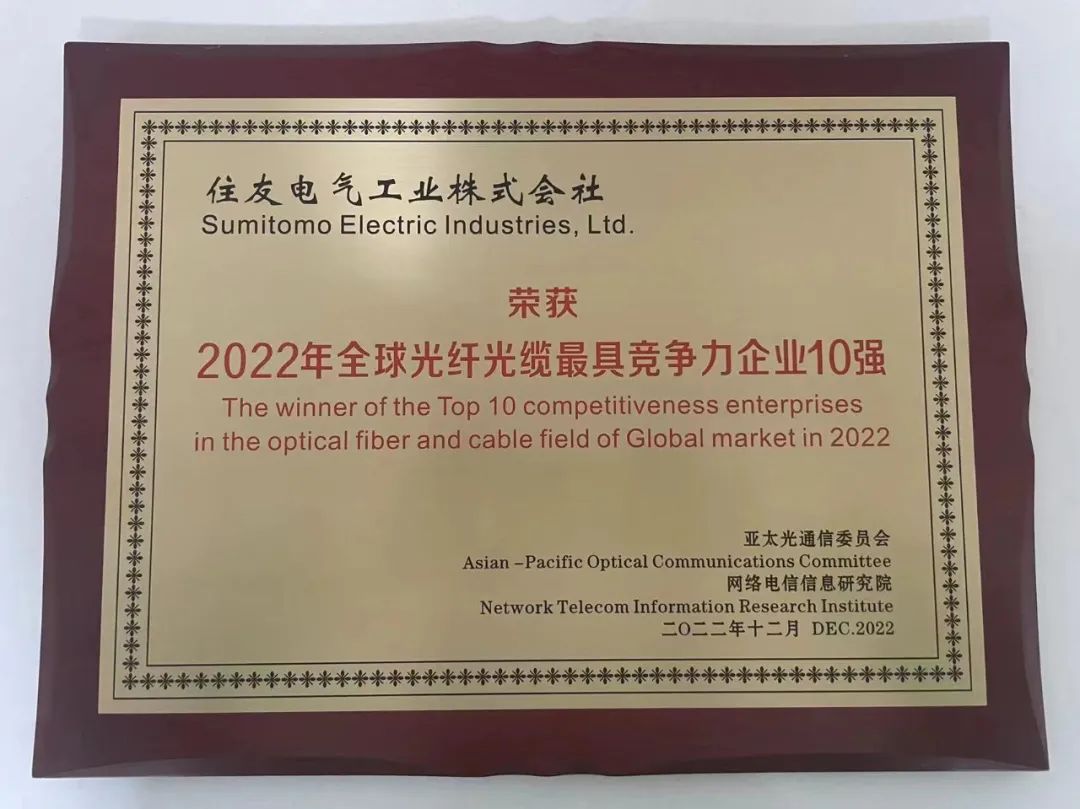 住友电气工业株式会社
Sumitomo Electric Industries, Ltd.
荣获
2022年全球光纤光缆最具竞争力企业10强
The winner of the Top 10 competitiveness enterprises
in the optical fiber and cable field of Global market in 2022
亚太光通信委员会
Asian -Pacific Optical Communications Committee
网络电信信息研究院
Network Telecom Information Research Institute
二〇二二年十二月 DEC.2022